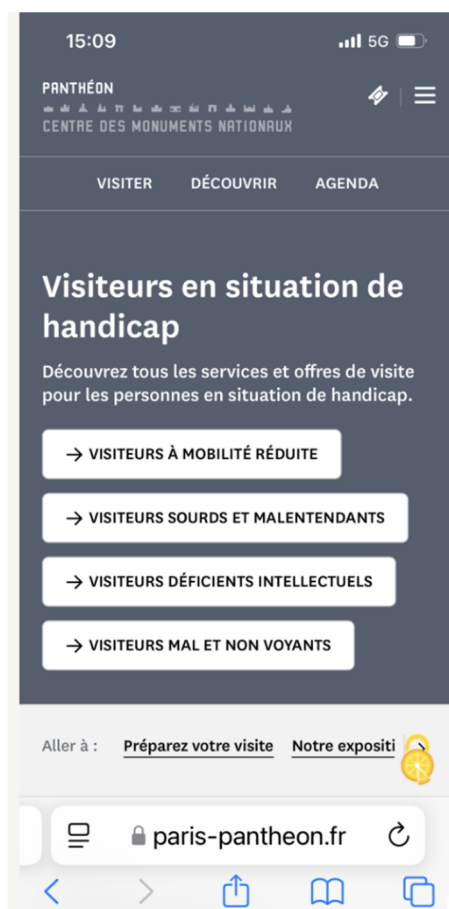 15:09
5G
PANTHÉON
CENTRE DES MONUMENTS NATIONAUX
VISITER DÉCOUVRIR AGENDA
Visiteurs en situation de
handicap
Découvrez tous les services et offres de visite
pour les personnes en situation de handicap.
→ VISITEURS À MOBILITÉ RÉDUITE
→ VISITEURS SOURDS ET MALENTENDANTS
→ VISITEURS DÉFICIENTS INTELLECTUELS
→ VISITEURS MAL ET NON VOYANTS
Aller à : Préparez votre visite Notre expositi
paris-pantheon.fr